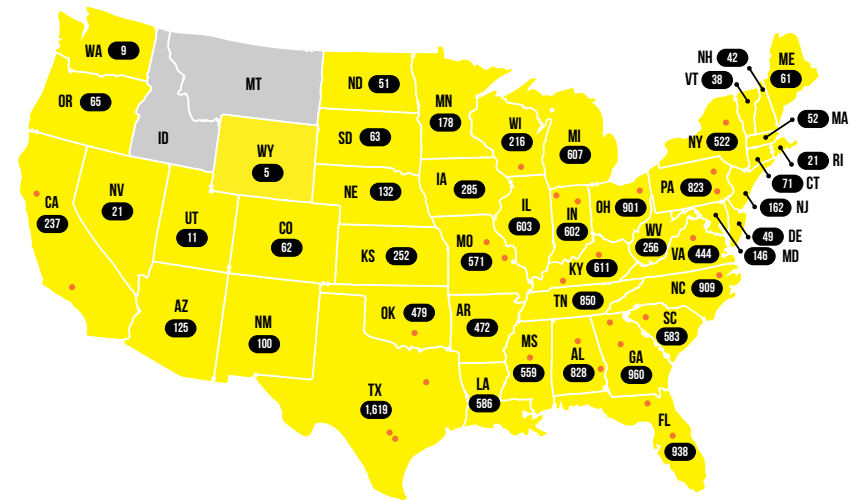 WA 9
MT
ND 51
MN
178
NH 42
VT 38
ME
61
OR 65
ID
SD 63
WI
216
MI
607
NY 522
52 MA
WY
5
21 RI
CA
237
NV
21
UT
11
CO
62
NE 132
IA 285
IL
603
IN
602
OH 901
PA 823
71 CT
162 NJ
49 DE
146 MD
KS 252
MO
571
KY 611
WV
256
VA 444
AZ
125
NM
100
OK 479
AR
472
TN 850
NC 909
SC
583
TX
1,619
LA
586
MS
559
AL
828
GA
960
FL
938